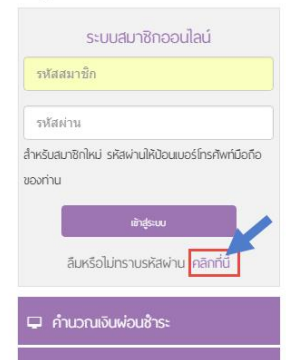 ระบบสมาชิกออนไลน์
รหัสสมาชิก
รหัสผ่าน
สำหรับสมาชิกใหม่ รหัสผ่านให้ป้อนเบอร์โทรศัพท์มือถือ
ของท่าน
เข้าสู่ระบบ
ลืมหรือไม่ทราบรหัสผ่าน คลิกที่นี่
คำนวณเงินผ่อนชำระ